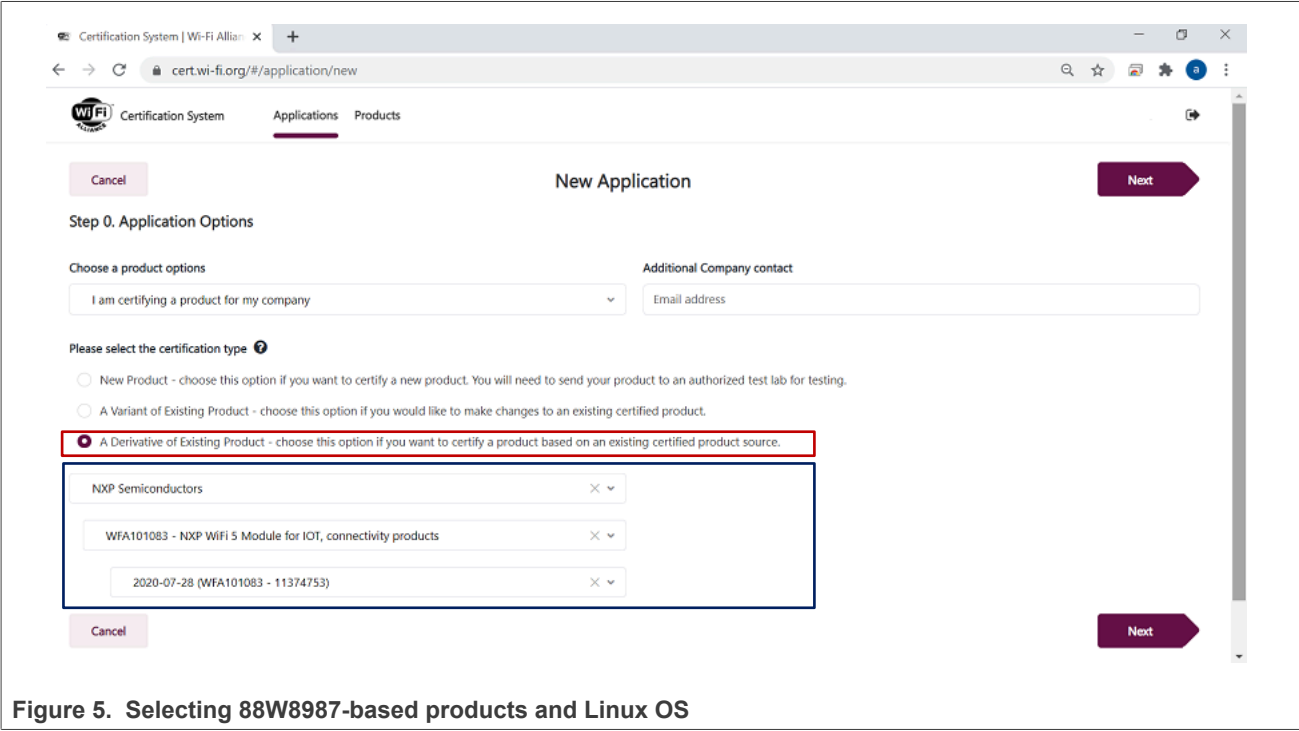 Certification System | Wi-Fi Allian
cert.wi-fi.org/#/application/new
a
Wi Fi
ALLIANCE
Certification System
Applications
Products
Cancel
New Application
Next
Step 0. Application Options
Choose a product options
Additional Company contact
I am certifying a product for my company
Email address
Please select the certification type
New Product - choose this option if you want to certify a new product. You will need to send your product to an authorized test lab for testing.
A Variant of Existing Product - choose this option if you would like to make changes to an existing certified product.
A Derivative of Existing Product - choose this option if you want to certify a product based on an existing certified product source.
NXP Semiconductors
WFA101083 - NXP WiFi 5 Module for IOT, connectivity products
2020-07-28 (WFA101083 - 11374753)
Cancel
Next
Figure 5. Selecting 88W8987-based products and Linux OS